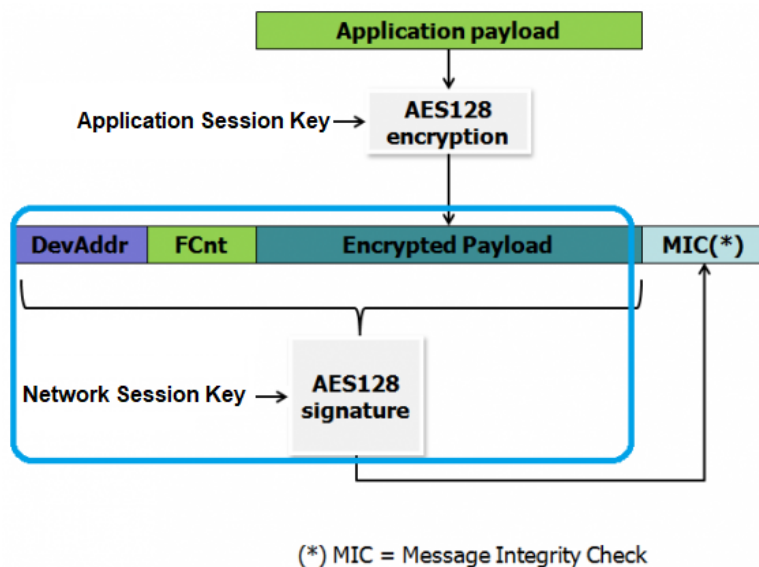 Application payload
Application Session Key
AES128
encryption
DevAddr
FCnt
Encrypted Payload
MIC(*)
Network Session Key
AES128
signature
(*) MIC = Message Integrity Check